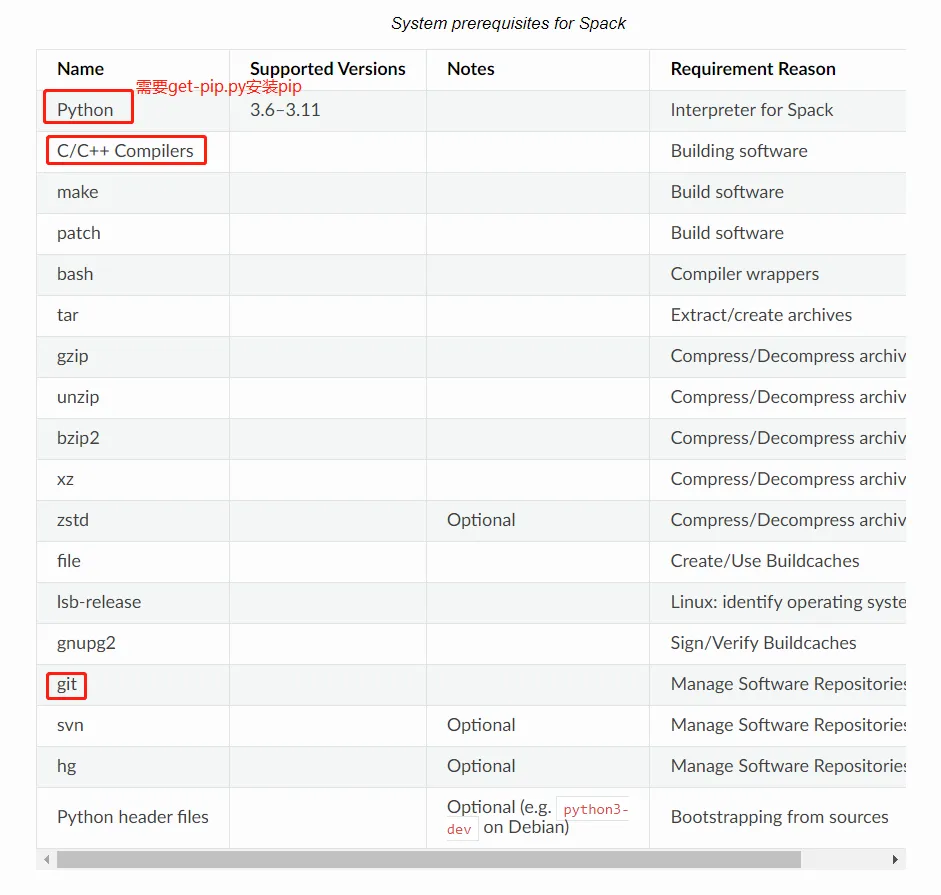 System prerequisites for Spack
Name Supported Versions Notes Requirement Reason
需要get-pip.py安装pip
Python 3.6–3.11 Interpreter for Spack
C/C++ Compilers Building software
make Build software
patch Build software
bash Compiler wrappers
tar Extract/create archives
gzip Compress/Decompress archiv
unzip Compress/Decompress archiv
bzip2 Compress/Decompress archiv
xz Compress/Decompress archiv
zstd Optional Compress/Decompress archiv
file Create/Use Buildcaches
lsb-release Linux: identify operating syste
gnupg2 Sign/Verify Buildcaches
git Manage Software Repositories
svn Optional Manage Software Repositories
hg Optional Manage Software Repositories
Python header files Optional (e.g. python3-dev on Debian) Bootstrapping from sources